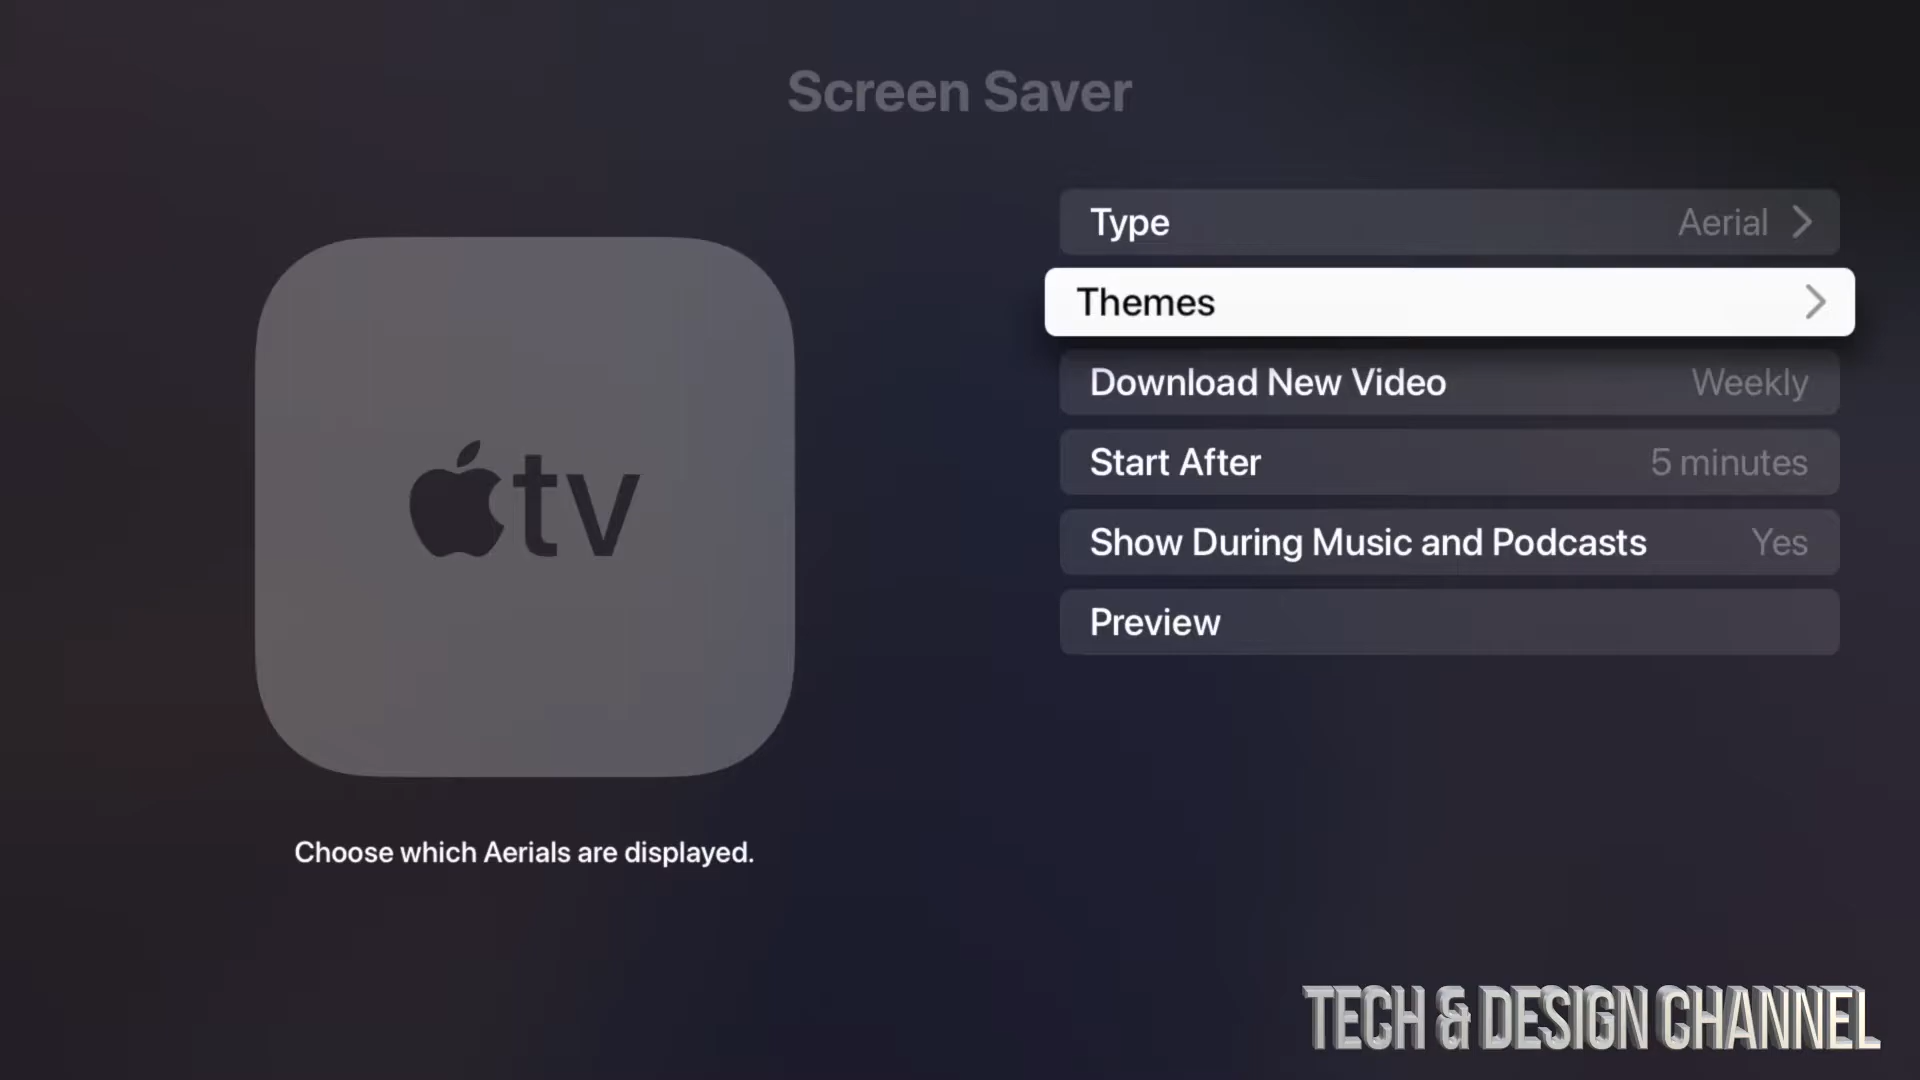 Screen Saver
Type Aerial
Themes
Download New Video Weekly
Start After 5 minutes
Show During Music and Podcasts Yes
Preview
tv
Choose which Aerials are displayed.
TECH & DESIGN CHANNEL